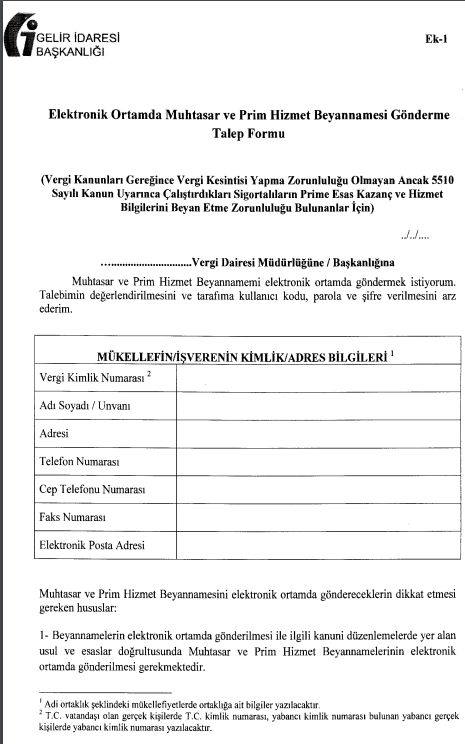 GELİR İDARESİ
BAŞKANLIĞI
Ek-1
Elektronik Ortamda Muhtasar ve Prim Hizmet Beyannamesi Gönderme
Talep Formu
(Vergi Kanunları Gereğince Vergi Kesintisi Yapma Zorunluluğu Olmayan Ancak 5510
Sayılı Kanun Uyarınca Çalıştırdıkları Sigortalıların Prime Esas Kazanç ve Hizmet
Bilgilerini Beyan Etme Zorunluluğu Bulunanlar İçin)
../../....
…..............................Vergi Dairesi Müdürlüğüne / Başkanlığına
Muhtasar ve Prim Hizmet Beyannamemi elektronik ortamda göndermek istiyorum.
Talebimin değerlendirilmesini ve tarafıma kullanıcı kodu, parola ve şifre verilmesini arz
ederim.
MÜKELLEFİN/İŞVERENİN KİMLİK/ADRES BİLGİLERİ 1
Vergi Kimlik Numarası 2
Adı Soyadı / Unvanı
Adresi
Telefon Numarası
Cep Telefonu Numarası
Faks Numarası
Elektronik Posta Adresi
Muhtasar ve Prim Hizmet Beyannamesini elektronik ortamda göndereceklerin dikkat etmesi
gereken hususlar:
1- Beyannamelerin elektronik ortamda gönderilmesi ile ilgili kanuni düzenlemelerde yer alan
usul ve esaslar doğrultusunda Muhtasar ve Prim Hizmet Beyannamelerinin elektronik
ortamda gönderilmesi gerekmektedir.
1 Adi ortaklık şeklindeki mükellefiyetlerde ortaklığa ait bilgiler yazılacaktır.
2 T.C. vatandaşı olan gerçek kişilerde T.C. kimlik numarası, yabancı kimlik numarası bulunan yabancı gerçek
kişilerde yabancı kimlik numarası yazılacaktır.